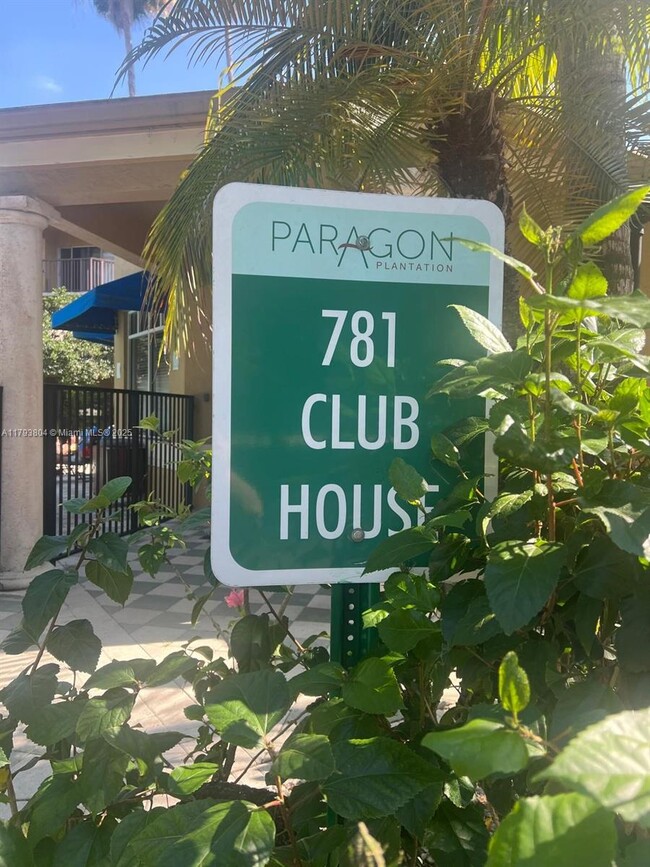 PARAGON
PLANTATION
781
CLUB
HOUSE
A11793804 © Miami MLS © 2025